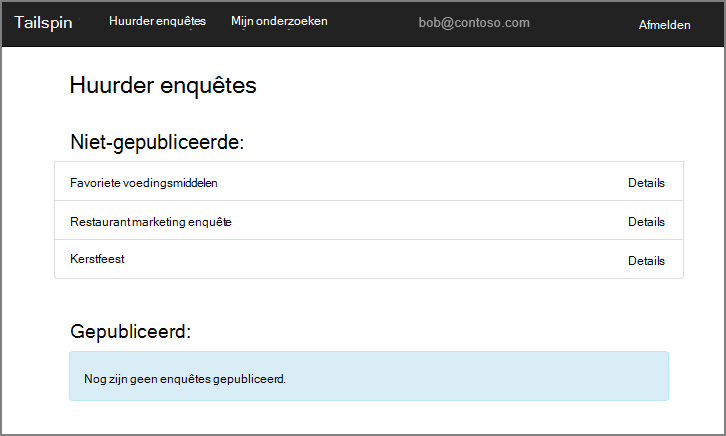 Tailspin Huurder enquêtes Mijn onderzoeken bob@contoso.com Afmelden
Huurder enquêtes
Niet-gepubliceerde:
Favoriete voedingsmiddelen Details
Restaurant marketing enquête Details
Kerstfeest Details
Gepubliceerd:
Nog zijn geen enquêtes gepubliceerd.